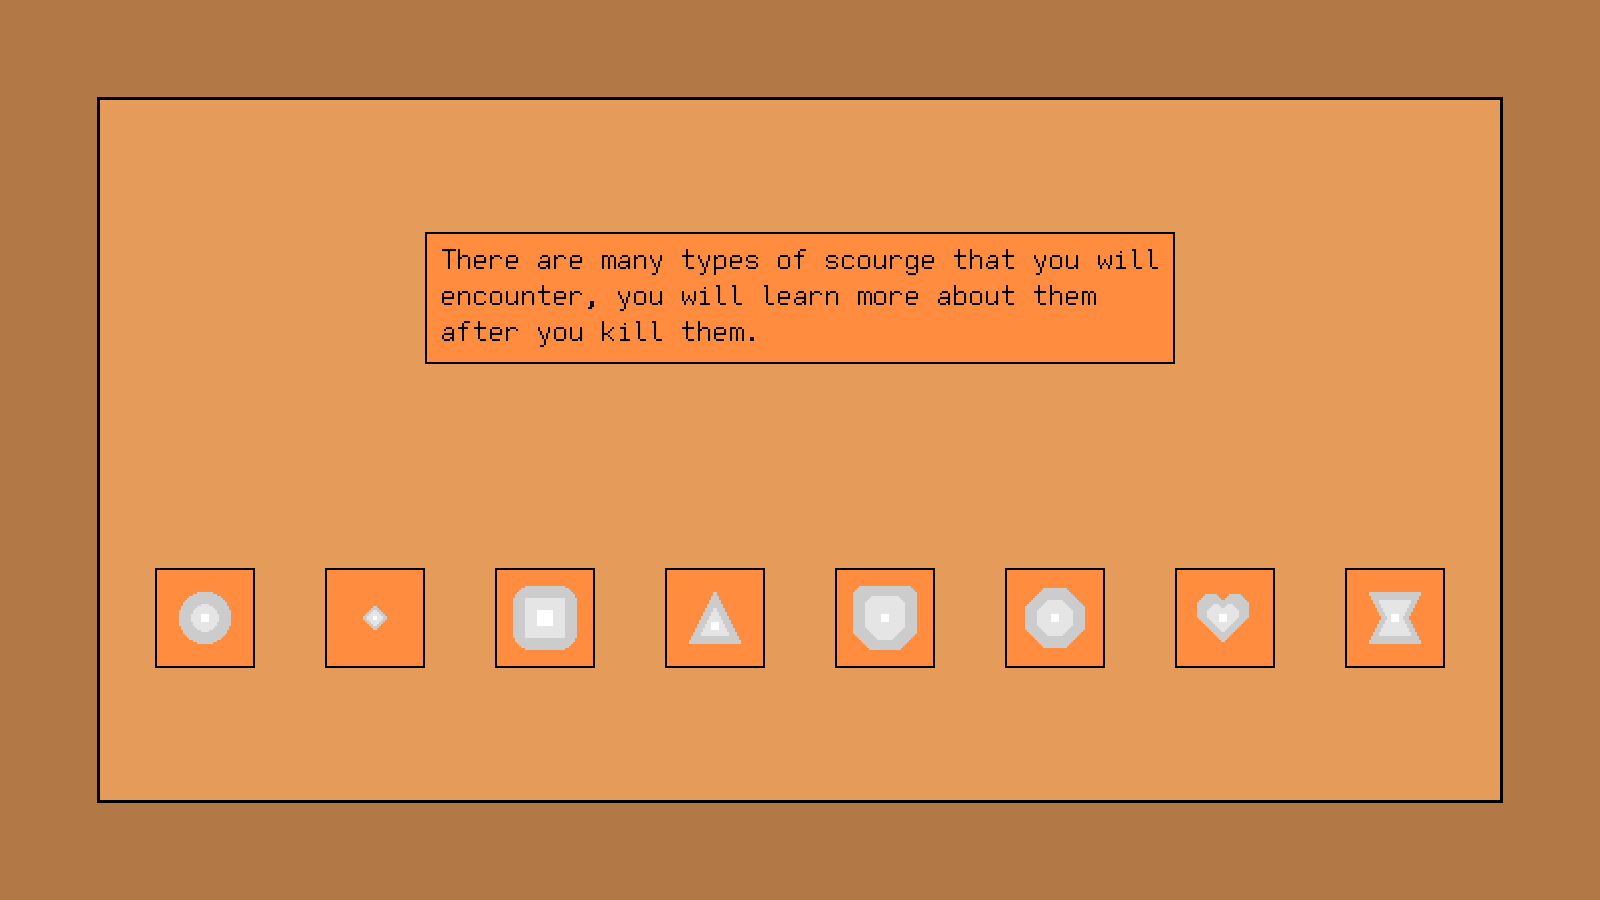 There are many types of scourge that you will
encounter, you will learn more about them
after you kill them.